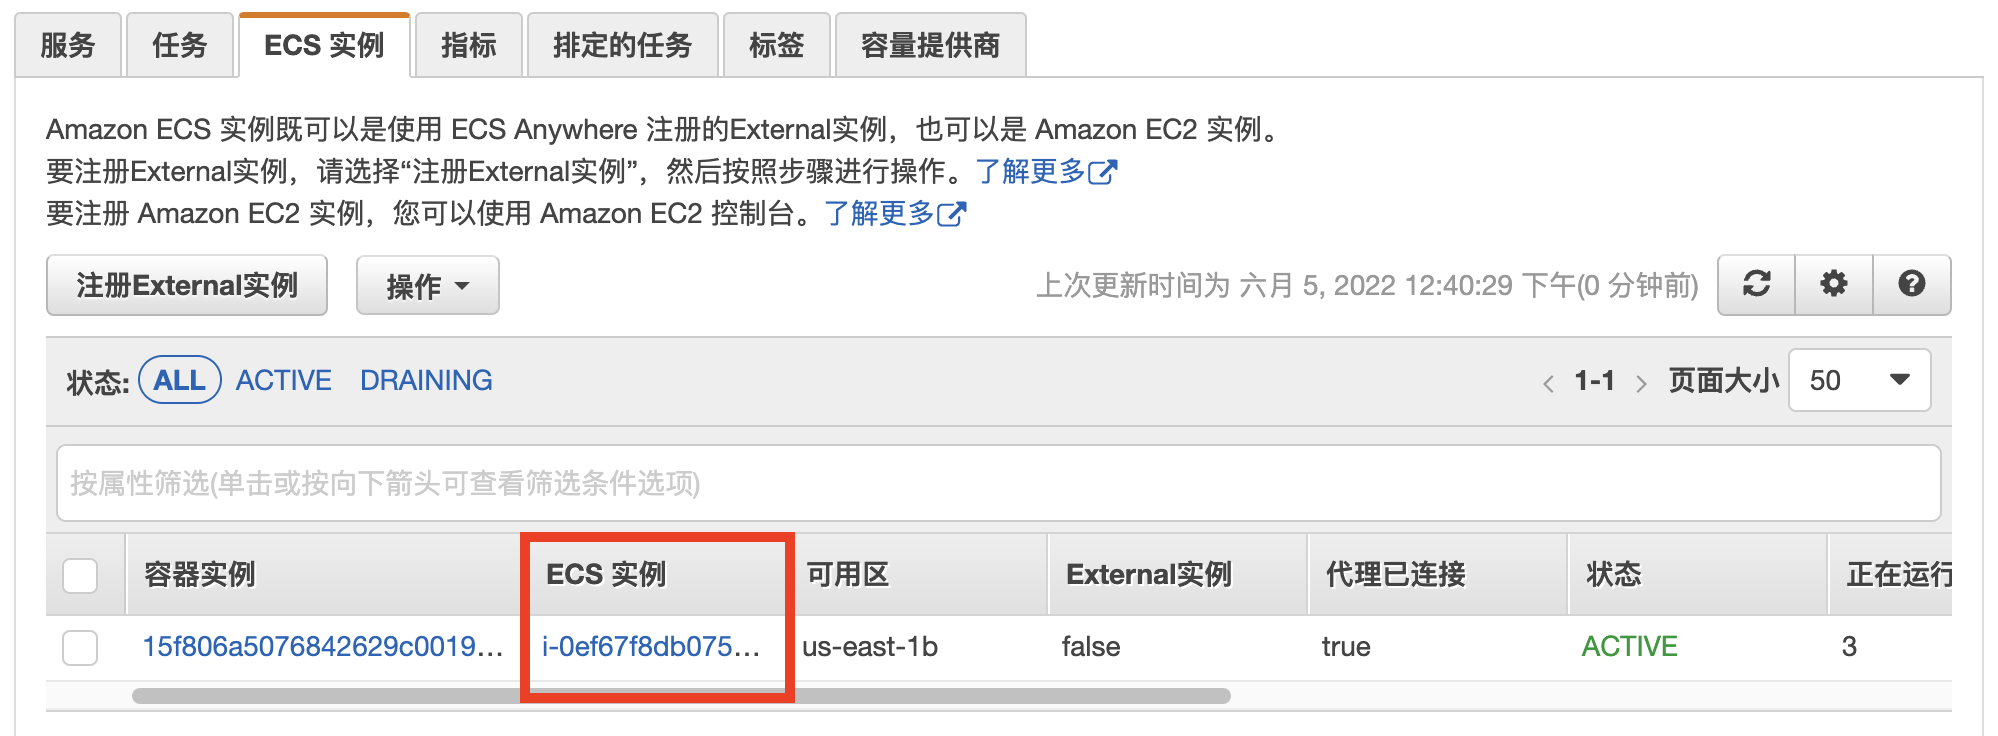 服务 任务 ECS 实例 指标 排定的任务 标签 容量提供商
Amazon ECS 实例既可以是使用 ECS Anywhere 注册的External实例，也可以是 Amazon EC2 实例。
要注册External实例，请选择“注册External实例”，然后按照步骤进行操作。了解更多
要注册 Amazon EC2 实例，您可以使用 Amazon EC2 控制台。了解更多
注册External实例 操作 上次更新时间为 六月 5, 2022 12:40:29 下午(0 分钟前)
状态: ALL ACTIVE DRAINING 1-1 页面大小 50
按属性筛选(单击或按向下箭头可查看筛选条件选项)
容器实例 ECS 实例 可用区 External实例 代理已连接 状态 正在运行
15f806a5076842629c0019... i-0ef67f8db075... us-east-1b false true ACTIVE 3